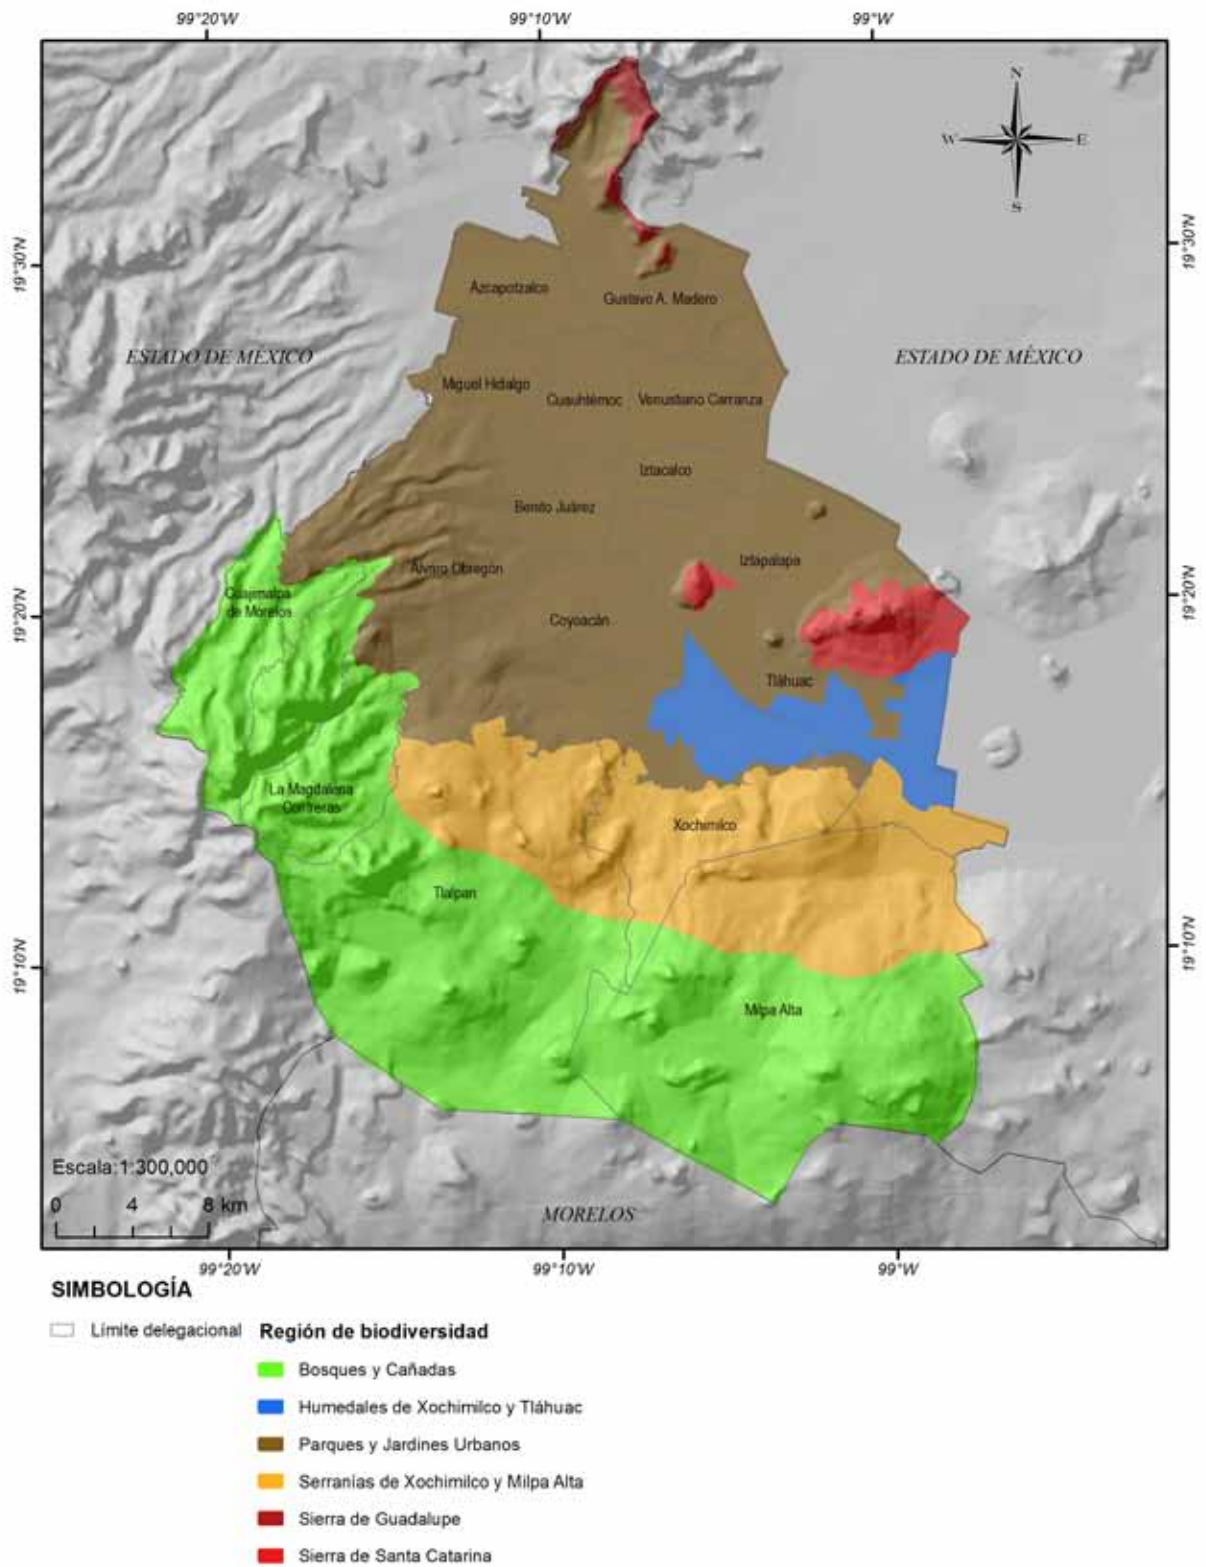 99°20'W 99°10'W 99°W
N
W E
S
19°30'N 19°30'N
Azcapotzalco
Gustavo A. Madero
ESTADO DE MÉXICO ESTADO DE MÉXICO
Miguel Hidalgo
Cuauhtémoc Venustiano Carranza
Iztacalco
Benito Juárez
Iztapalapa
Álvaro Obregón
Cuajimalpa
de Morelos
19°20'N 19°20'N
Coyoacán
Tláhuac
La Magdalena
Contreras
Xochimilco
Tlalpan
19°10'N 19°10'N
Milpa Alta
Escala:1:300,000
0 4 8 km
MORELOS
99°20'W 99°10'W 99°W
SIMBOLOGÍA
Límite delegacional Región de biodiversidad
Bosques y Cañadas
Humedales de Xochimilco y Tláhuac
Parques y Jardines Urbanos
Serranías de Xochimilco y Milpa Alta
Sierra de Guadalupe
Sierra de Santa Catarina